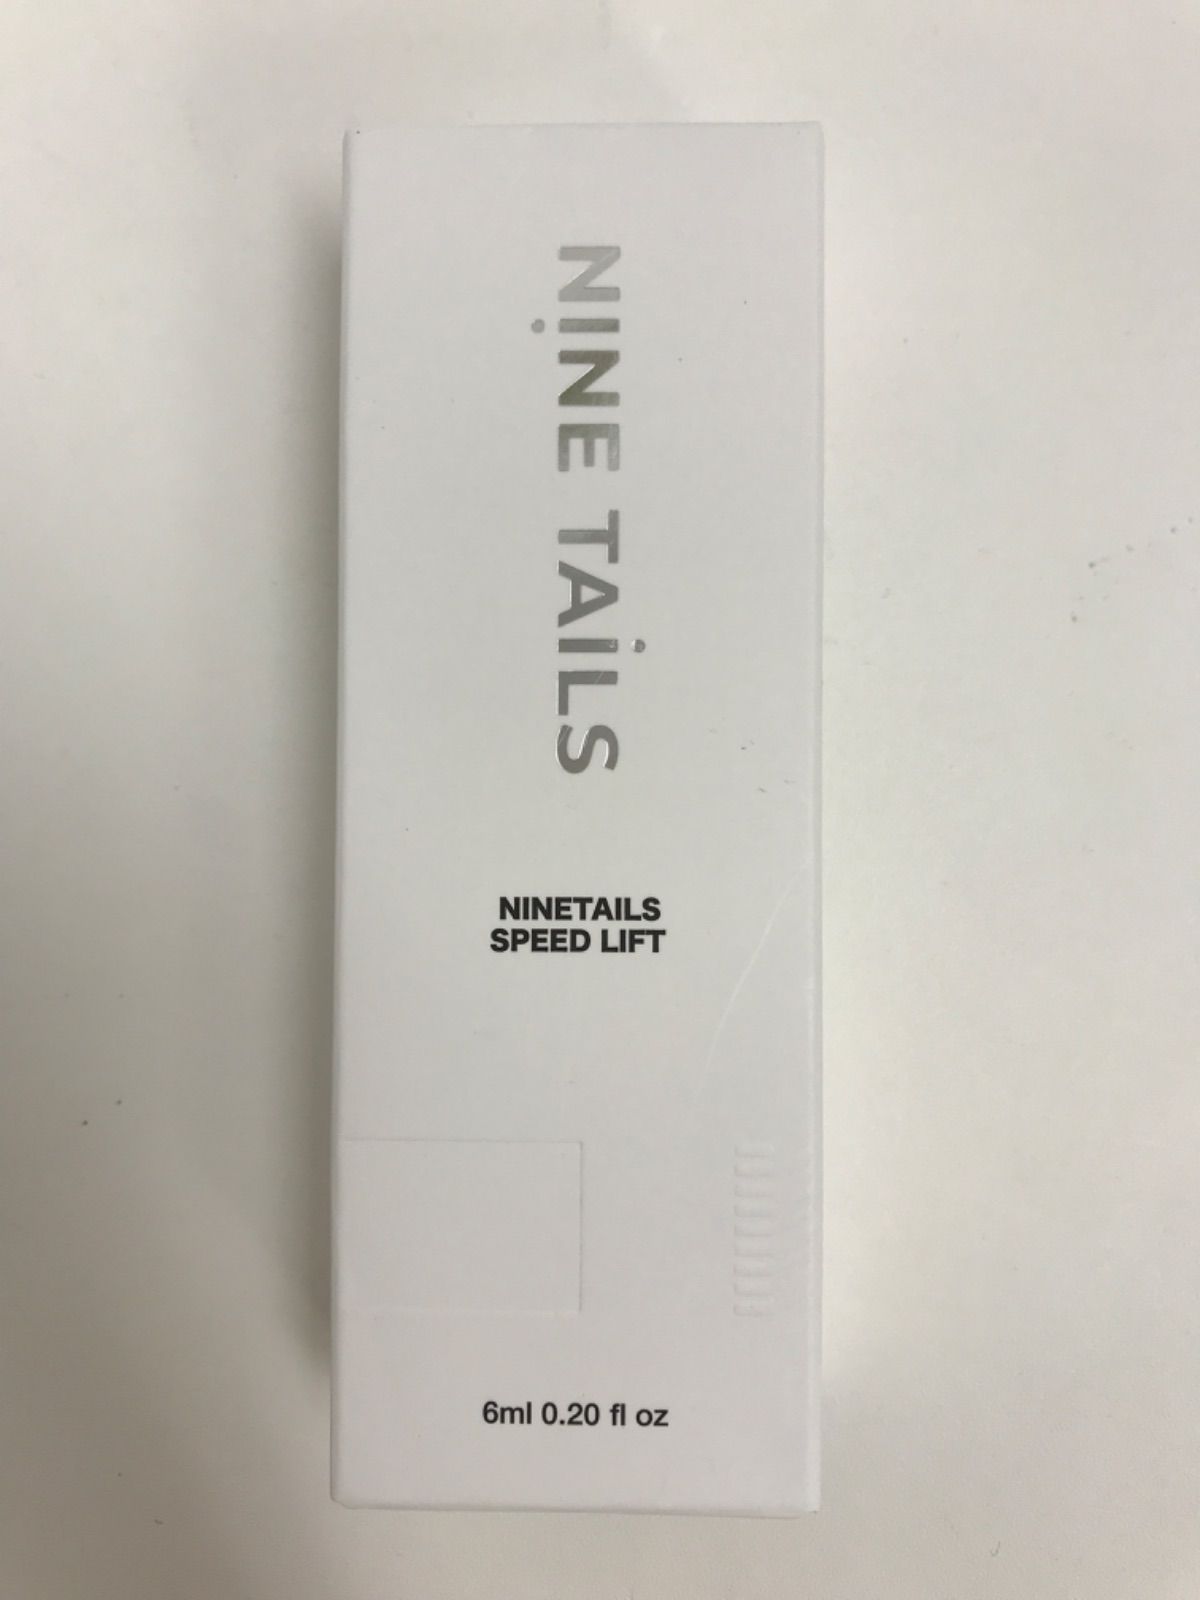 NiNE TAiLS
NINETAILS
SPEED LIFT
6ml 0.20 fl oz